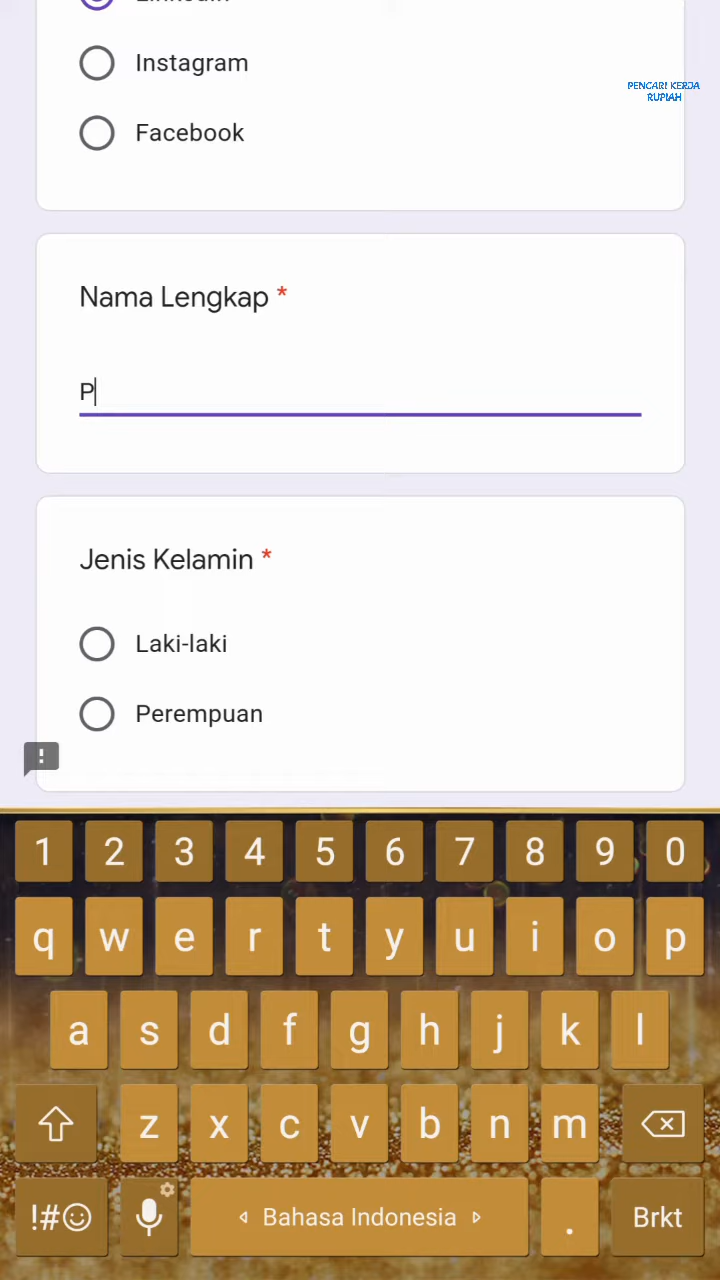 LinkedIn
Instagram
PENCARI KERJA
RUPIAH
Facebook
Nama Lengkap *
P
Jenis Kelamin *
Laki-laki
Perempuan
!
1 2 3 4 5 6 7 8 9 0
q w e r t y u i o p
a s d f g h j k l
z x c v b n m
!#☺ Bahasa Indonesia . Brkt